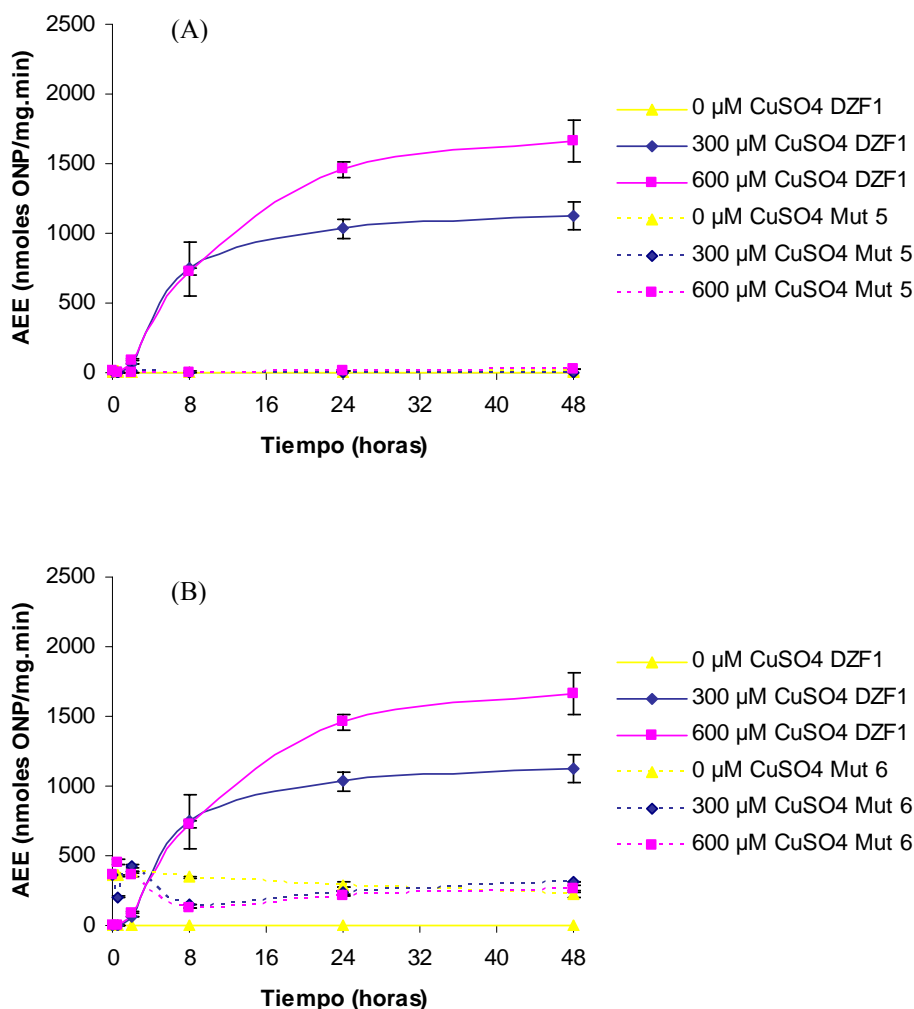 (A)
2500
2000
1500
1000
500
0
AEE (nmoles ONP/mg.min)
0 8 16 24 32 40 48
Tiempo (horas)
0 µM CuSO4 DZF1
300 µM CuSO4 DZF1
600 µM CuSO4 DZF1
0 µM CuSO4 Mut 5
300 µM CuSO4 Mut 5
600 µM CuSO4 Mut 5
(B)
2500
2000
1500
1000
500
0
AEE (nmoles ONP/mg.min)
0 8 16 24 32 40 48
Tiempo (horas)
0 µM CuSO4 DZF1
300 µM CuSO4 DZF1
600 µM CuSO4 DZF1
0 µM CuSO4 Mut 6
300 µM CuSO4 Mut 6
600 µM CuSO4 Mut 6